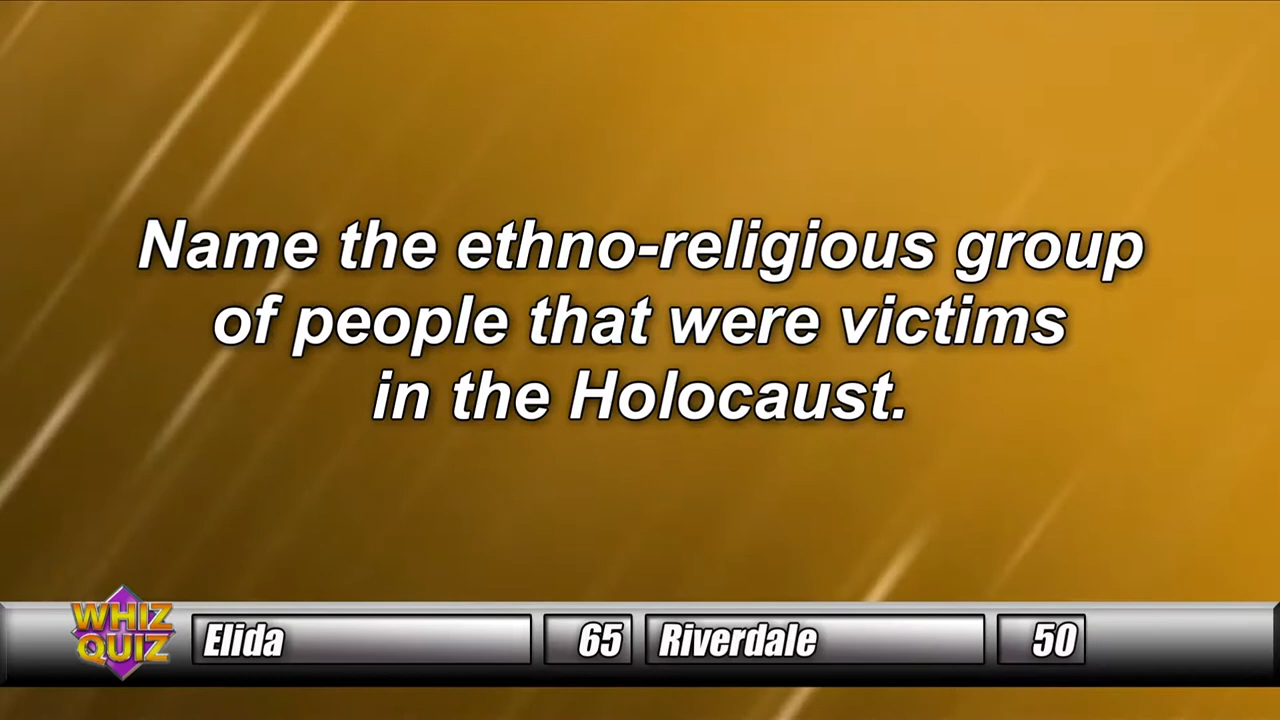 Name the ethno-religious group
of people that were victims
in the Holocaust.
WHIZ
QUIZ
Elida 65 Riverdale 50